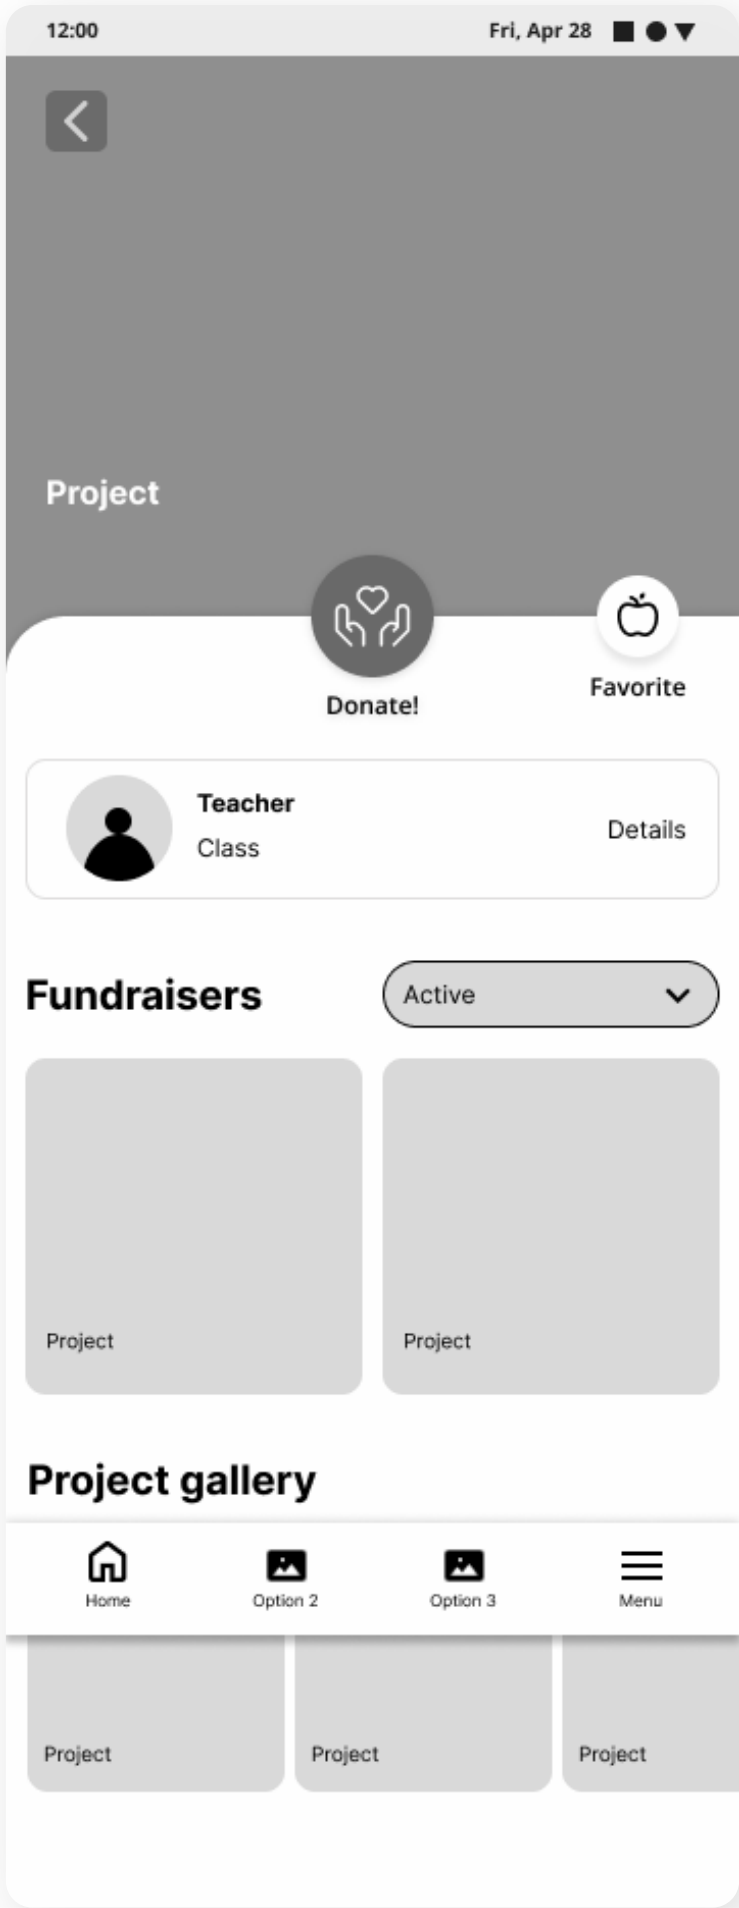 12:00
Fri, Apr 28
Project
Donate!
Favorite
Teacher
Class
Details
Fundraisers
Active
Project
Project
Project gallery
Home
Option 2
Option 3
Menu
Project
Project
Project